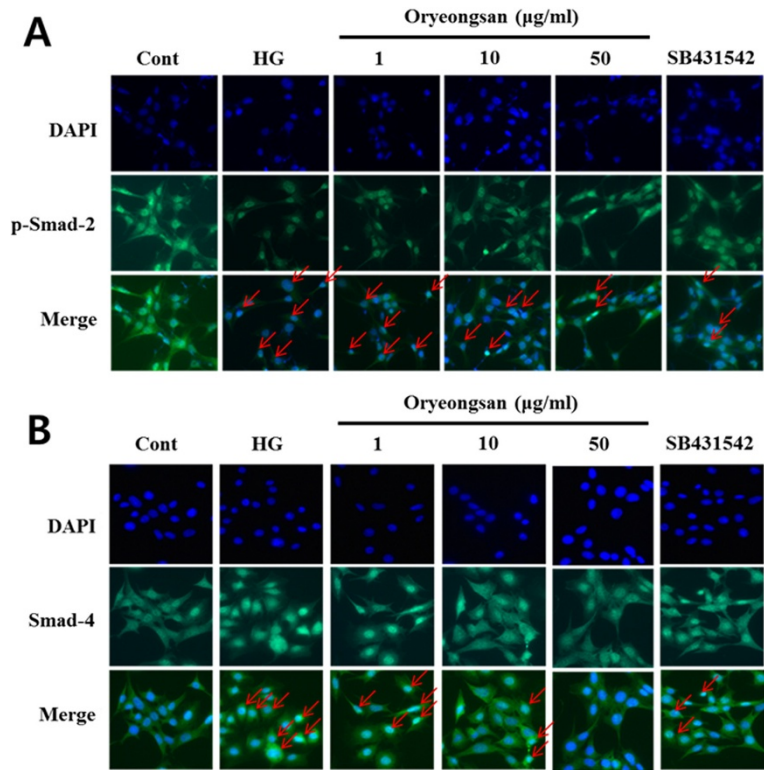 A
Oryeongsan (µg/ml)
Cont HG 1 10 50 SB431542
DAPI
p-Smad-2
Merge
B
Oryeongsan (µg/ml)
Cont HG 1 10 50 SB431542
DAPI
Smad-4
Merge